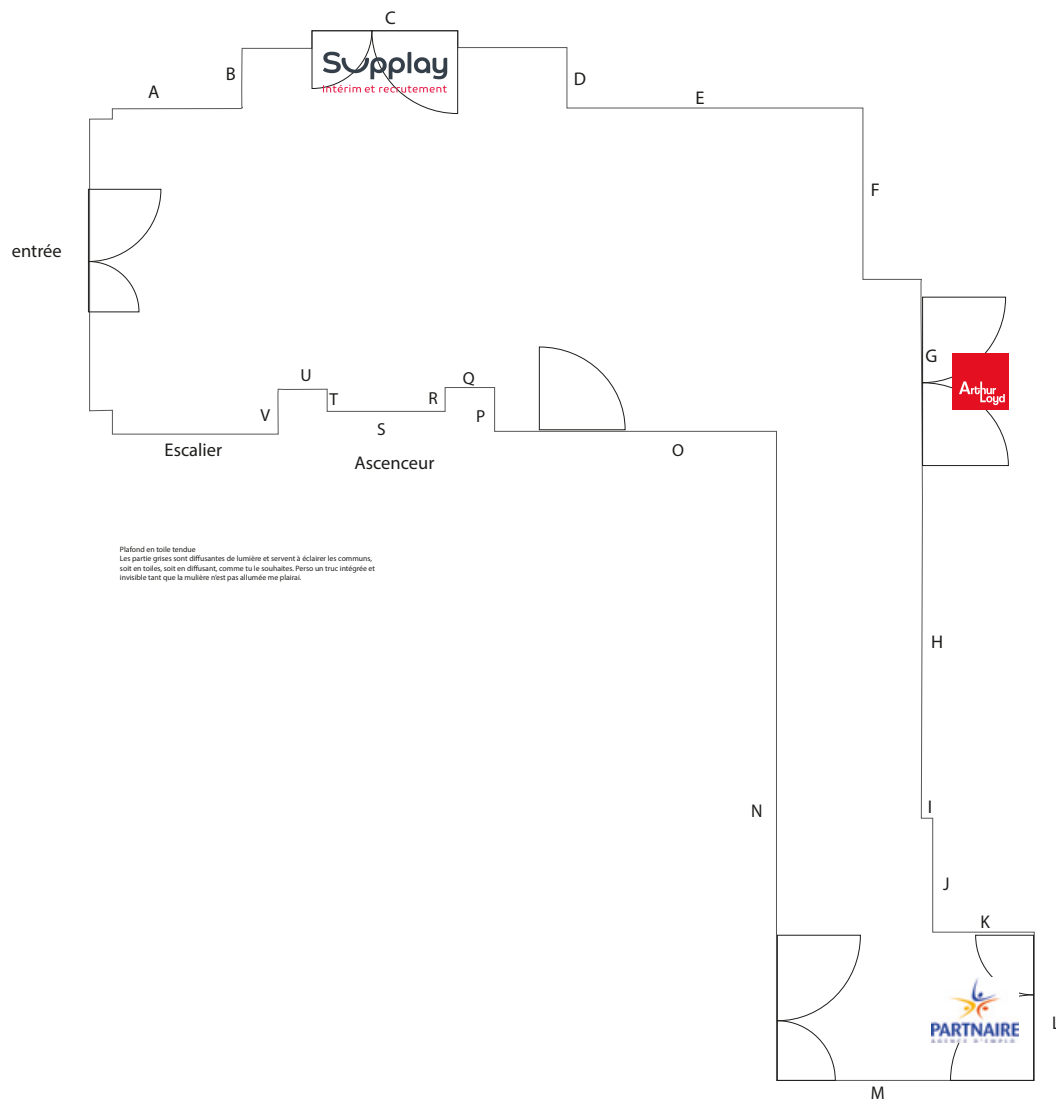 C
Supplay
intérim et recrutement
B
D
A
E
F
entrée
G
Arthur
Loyd
U
Q
T
R
V
P
S
O
Escalier
Ascenceur
Plafond en toile tendue
Les partie grises sont diffusantes de lumière et servent à éclairer les communs,
soit en toiles, soit en diffusant, comme tu le souhaites. Perso un truc intégrée et
invisible tant que la mulière n'est pas allumée me plairai.
H
N
I
J
K
PARTNAIRE
AGENCE D'EMPLOI
L
M